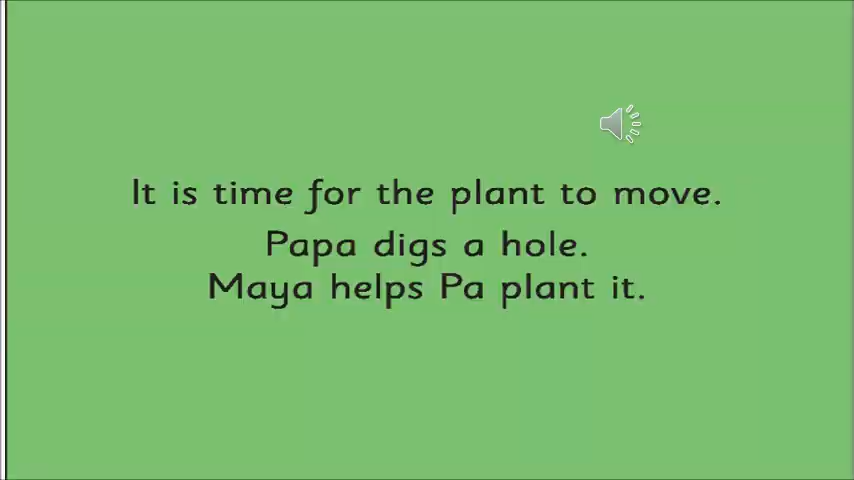 It is time for the plant to move.
Papa digs a hole.
Maya helps Pa plant it.